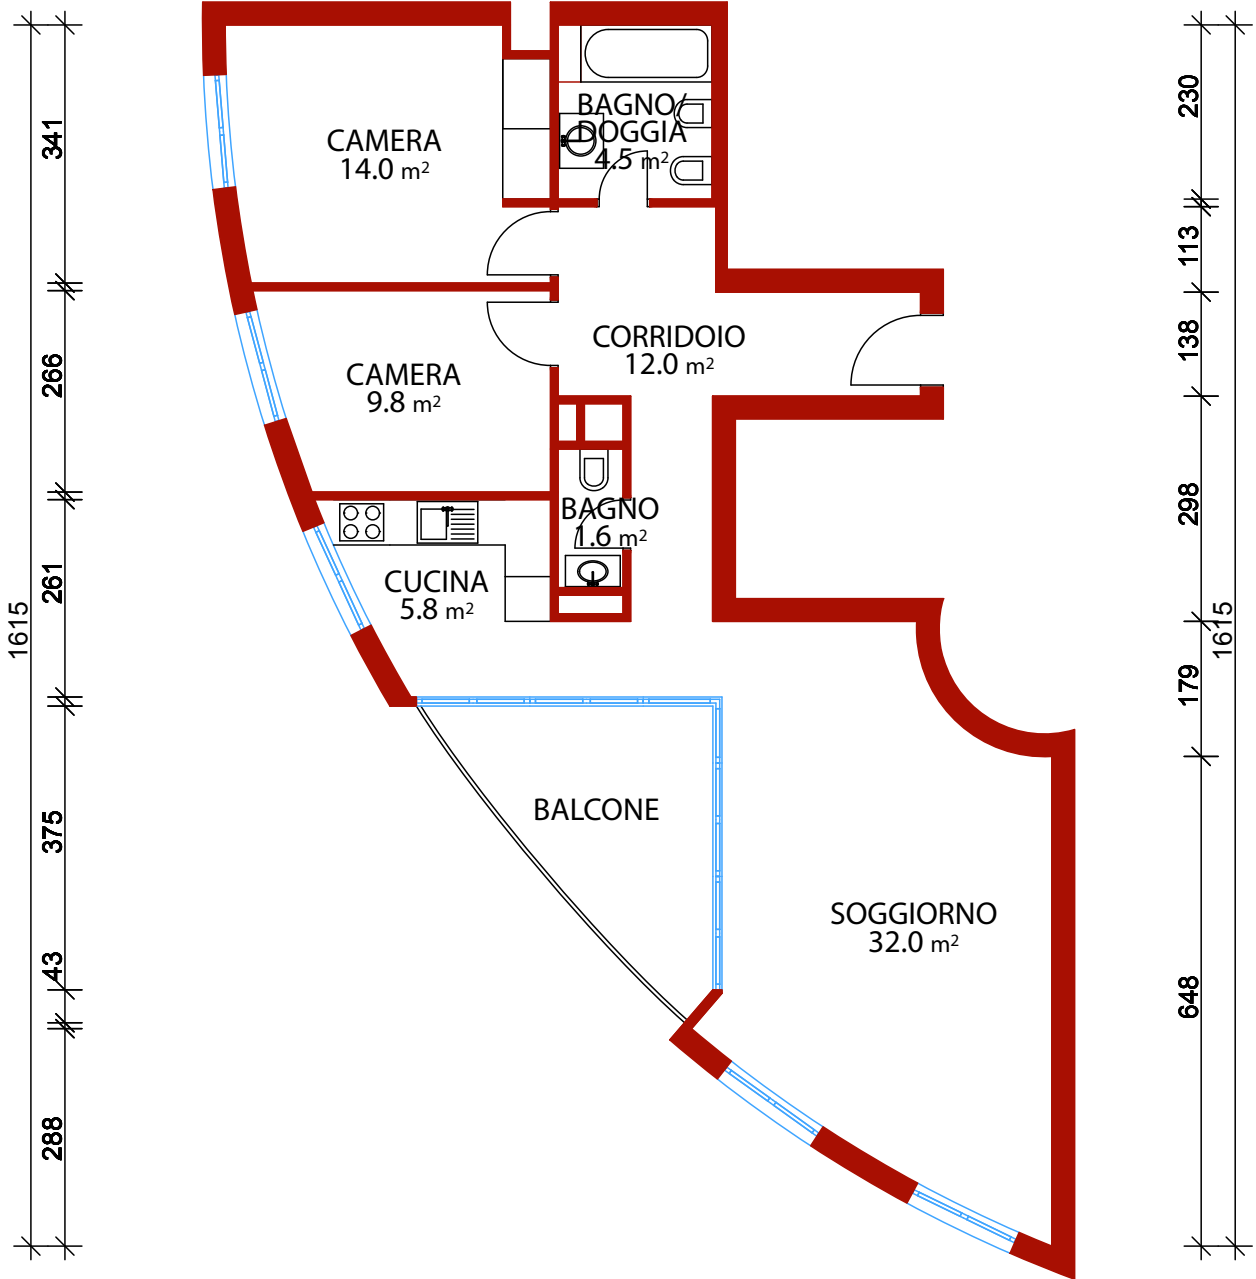 BAGNO/
DOGGIA
4.5 m²
CAMERA
14.0 m²
CORRIDOIO
12.0 m²
CAMERA
9.8 m²
BAGNO
1.6 m²
CUCINA
5.8 m²
BALCONE
SOGGIORNO
32.0 m²
341
266
261
375
43
288
1615
230
113
138
298
179
648
1615